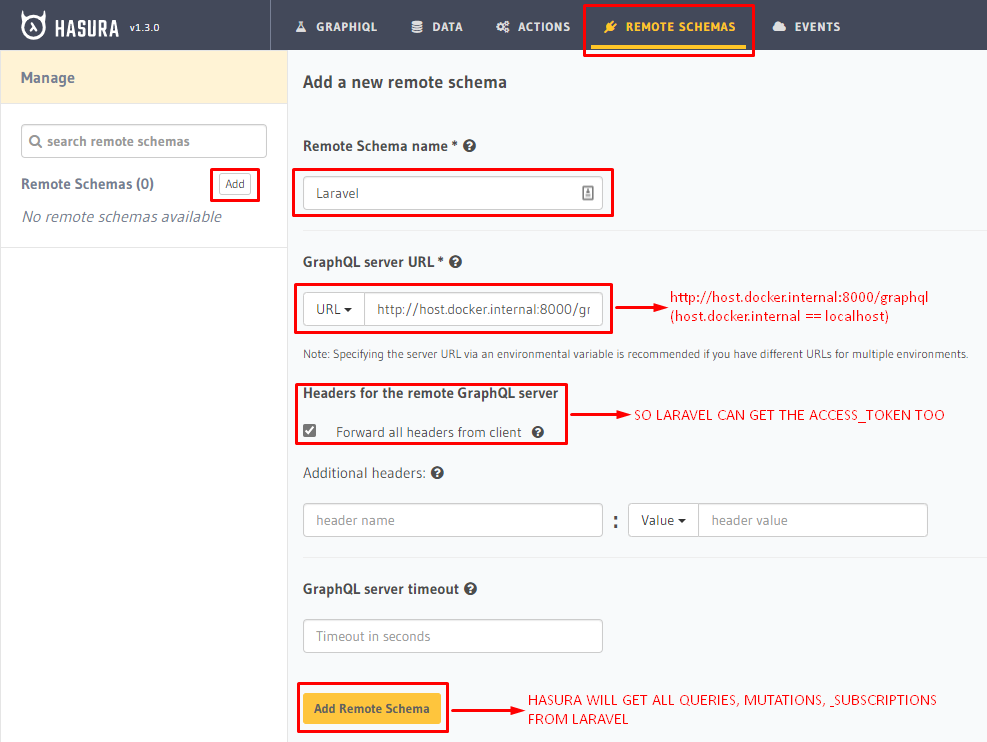 HASURA v1.3.0
GRAPHIQL
DATA
ACTIONS
REMOTE SCHEMAS
EVENTS
Manage
search remote schemas
Remote Schemas (0)
Add
No remote schemas available
Add a new remote schema
Remote Schema name *
Laravel
GraphQL server URL *
URL
http://host.docker.internal:8000/gr
http://host.docker.internal:8000/graphql
(host.docker.internal == localhost)
Note: Specifying the server URL via an environmental variable is recommended if you have different URLs for multiple environments.
Headers for the remote GraphQL server
Forward all headers from client
SO LARAVEL CAN GET THE ACCESS_TOKEN TOO
Additional headers:
header name
:
Value
header value
GraphQL server timeout
Timeout in seconds
Add Remote Schema
HASURA WILL GET ALL QUERIES, MUTATIONS, _SUBSCRIPTIONS
FROM LARAVEL